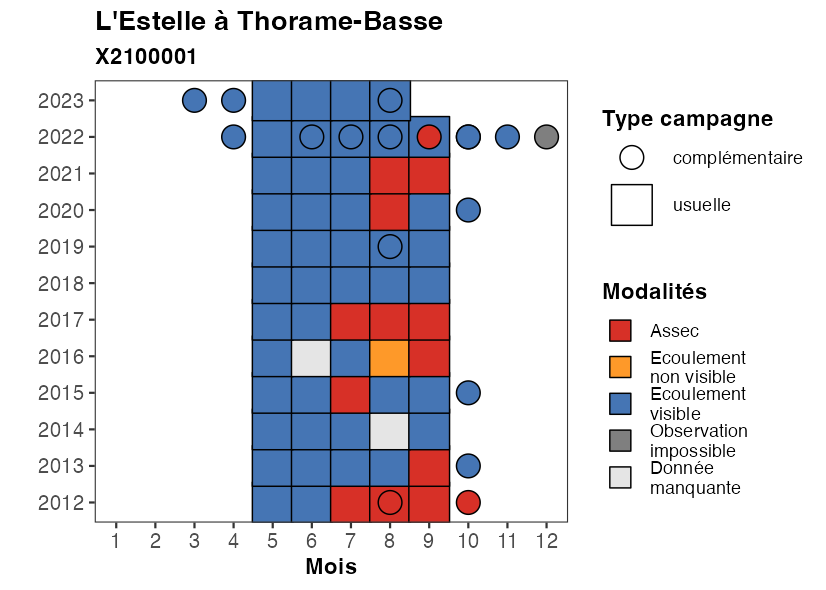 L'Estelle à Thorame-Basse
X2100001
2023
2022
2021
2020
2019
2018
2017
2016
2015
2014
2013
2012
1 2 3 4 5 6 7 8 9 10 11 12
Mois
Type campagne
complémentaire
usuelle
Modalités
Assec
Ecoulement
non visible
Ecoulement
visible
Observation
impossible
Donnée
manquante